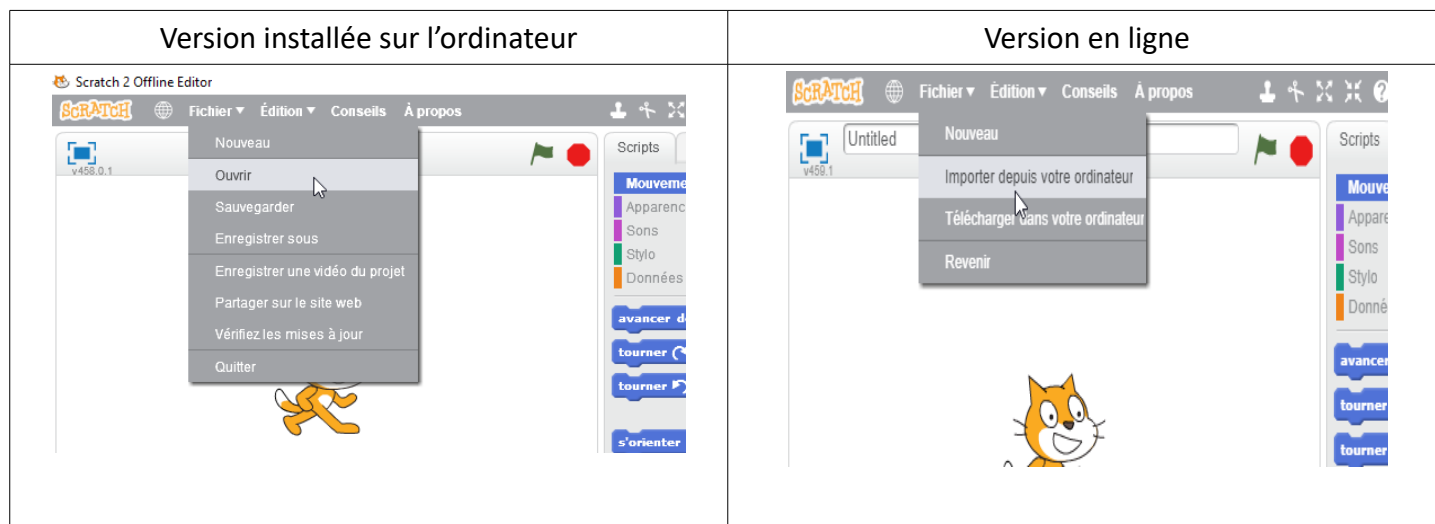 Version installée sur l'ordinateur
Scratch 2 Offline Editor
SCRATCH Fichier ▼ Édition ▼ Conseils À propos
v458.0.1
Nouveau
Ouvrir
Sauvegarder
Enregistrer sous
Enregistrer une vidéo du projet
Partager sur le site web
Vérifiez les mises à jour
Quitter
Scripts
Mouveme
Apparenc
Sons
Stylo
Données
avancer d
tourner
tourner
s'orienter
Version en ligne
SCRATCH Fichier ▼ Édition ▼ Conseils À propos
Untitled
v459.1
Nouveau
Importer depuis votre ordinateur
Télécharger dans votre ordinateur
Revenir
Scripts
Mouve
Appare
Sons
Stylo
Donné
avancer
tourner
tourner